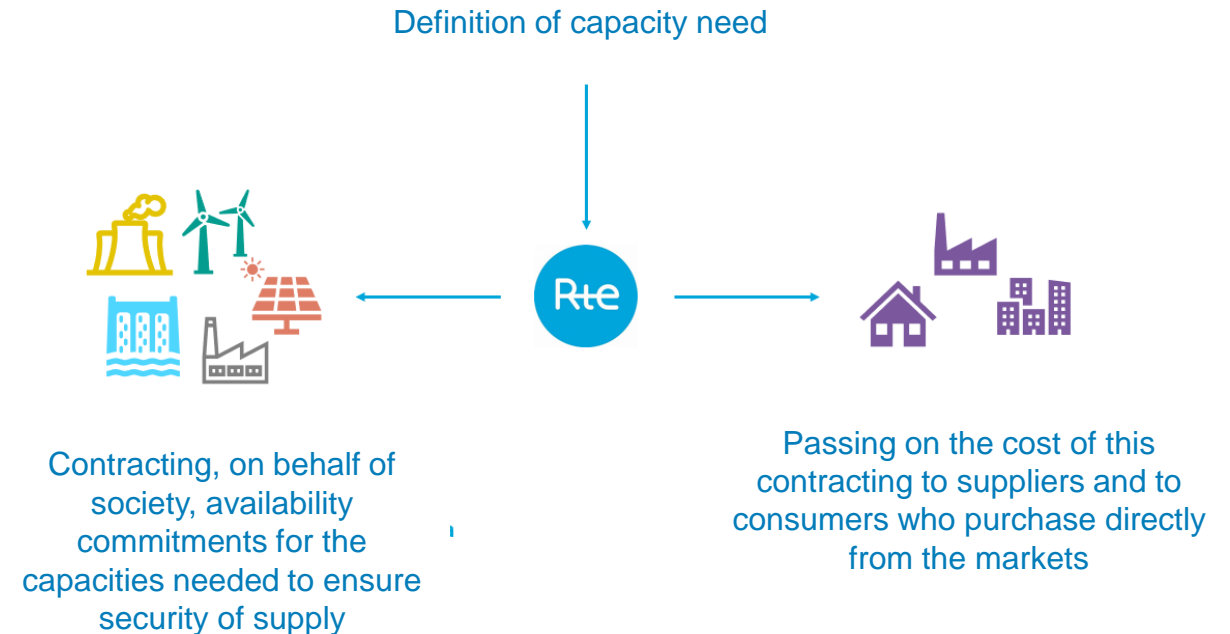 Definition of capacity need
Rte
Contracting, on behalf of
society, availability
commitments for the
capacities needed to ensure
security of supply
Passing on the cost of this
contracting to suppliers and to
consumers who purchase directly
from the markets